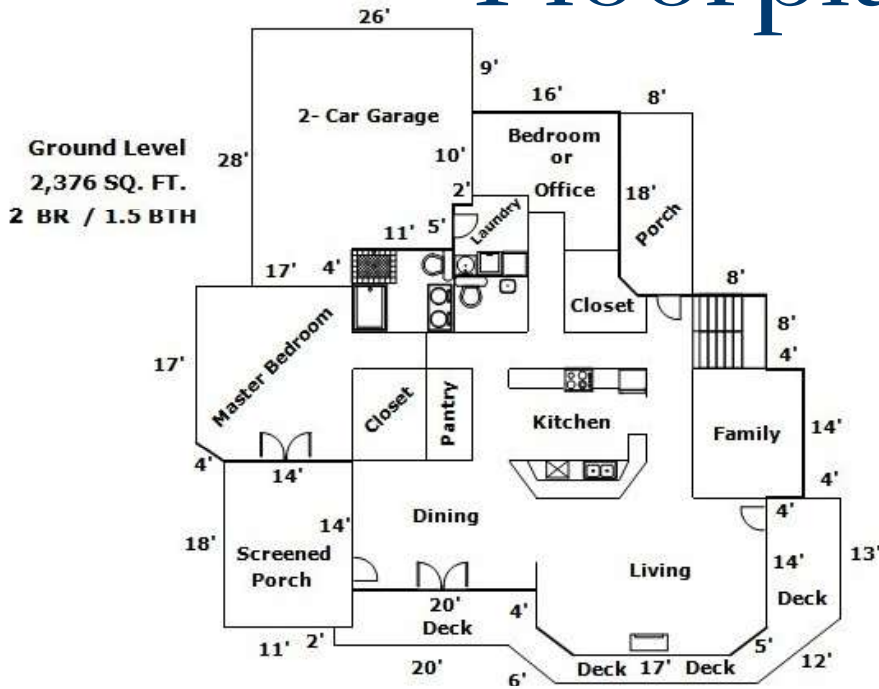 Floorpla
26'
9'
2- Car Garage
16'
8'
Ground Level
2,376 SQ. FT.
2 BR / 1.5 BTH
28'
10'
Bedroom
or
Office
2'
18'
Porch
5'
Laundry
11'
4'
17'
8'
Closet
8'
4'
Master Bedroom
17'
Closet
Pantry
Kitchen
Family
14'
4'
14'
4'
4'
Dining
18'
14'
Screened
Porch
Living
14'
Deck
13'
20'
4'
Deck
11'
2'
20'
6'
Deck
17'
Deck
5'
12'